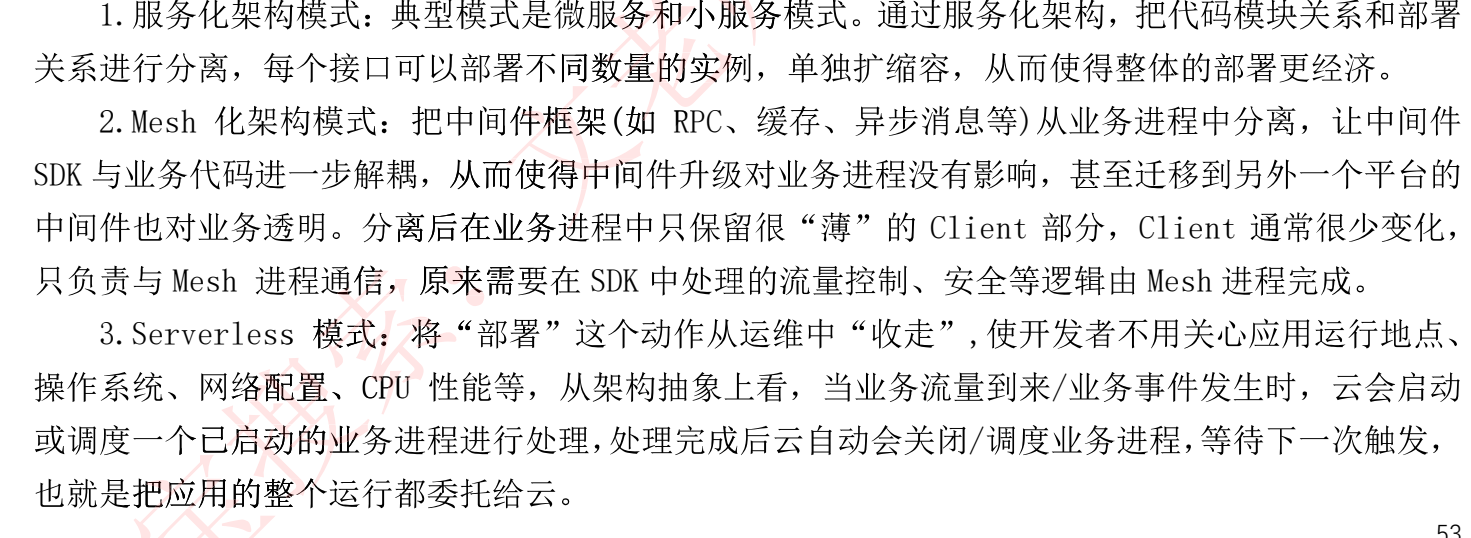 1.服务化架构模式：典型模式是微服务和小服务模式。通过服务化架构，把代码模块关系和部署
关系进行分离，每个接口可以部署不同数量的实例，单独扩缩容，从而使得整体的部署更经济。
2.Mesh 化架构模式：把中间件框架(如 RPC、缓存、异步消息等)从业务进程中分离，让中间件
SDK 与业务代码进一步解耦，从而使得中间件升级对业务进程没有影响，甚至迁移到另外一个平台的
中间件也对业务透明。分离后在业务进程中只保留很“薄”的 Client 部分，Client 通常很少变化，
只负责与 Mesh 进程通信，原来需要在 SDK 中处理的流量控制、安全等逻辑由 Mesh 进程完成。
3.Serverless 模式：将“部署”这个动作从运维中“收走”,使开发者不用关心应用运行地点、
操作系统、网络配置、CPU 性能等，从架构抽象上看，当业务流量到来/业务事件发生时，云会启动
或调度一个已启动的业务进程进行处理，处理完成后云自动会关闭/调度业务进程，等待下一次触发，
也就是把应用的整个运行都委托给云。
53